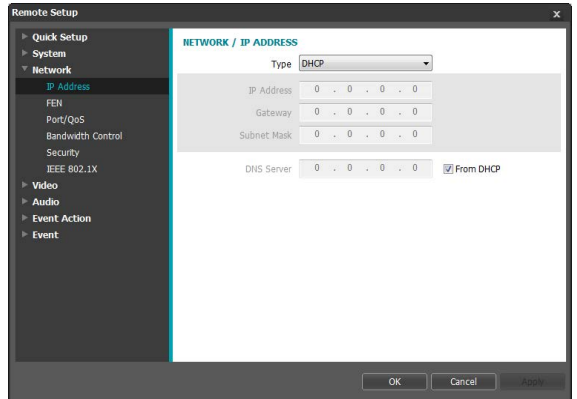 Remote Setup
x
Quick Setup
System
Network
IP Address
FEN
Port/QoS
Bandwidth Control
Security
IEEE 802.1X
Video
Audio
Event Action
Event
NETWORK / IP ADDRESS
Type DHCP
IP Address 0 . 0 . 0 . 0
Gateway 0 . 0 . 0 . 0
Subnet Mask 0 . 0 . 0 . 0
DNS Server 0 . 0 . 0 . 0 From DHCP
OK Cancel Apply